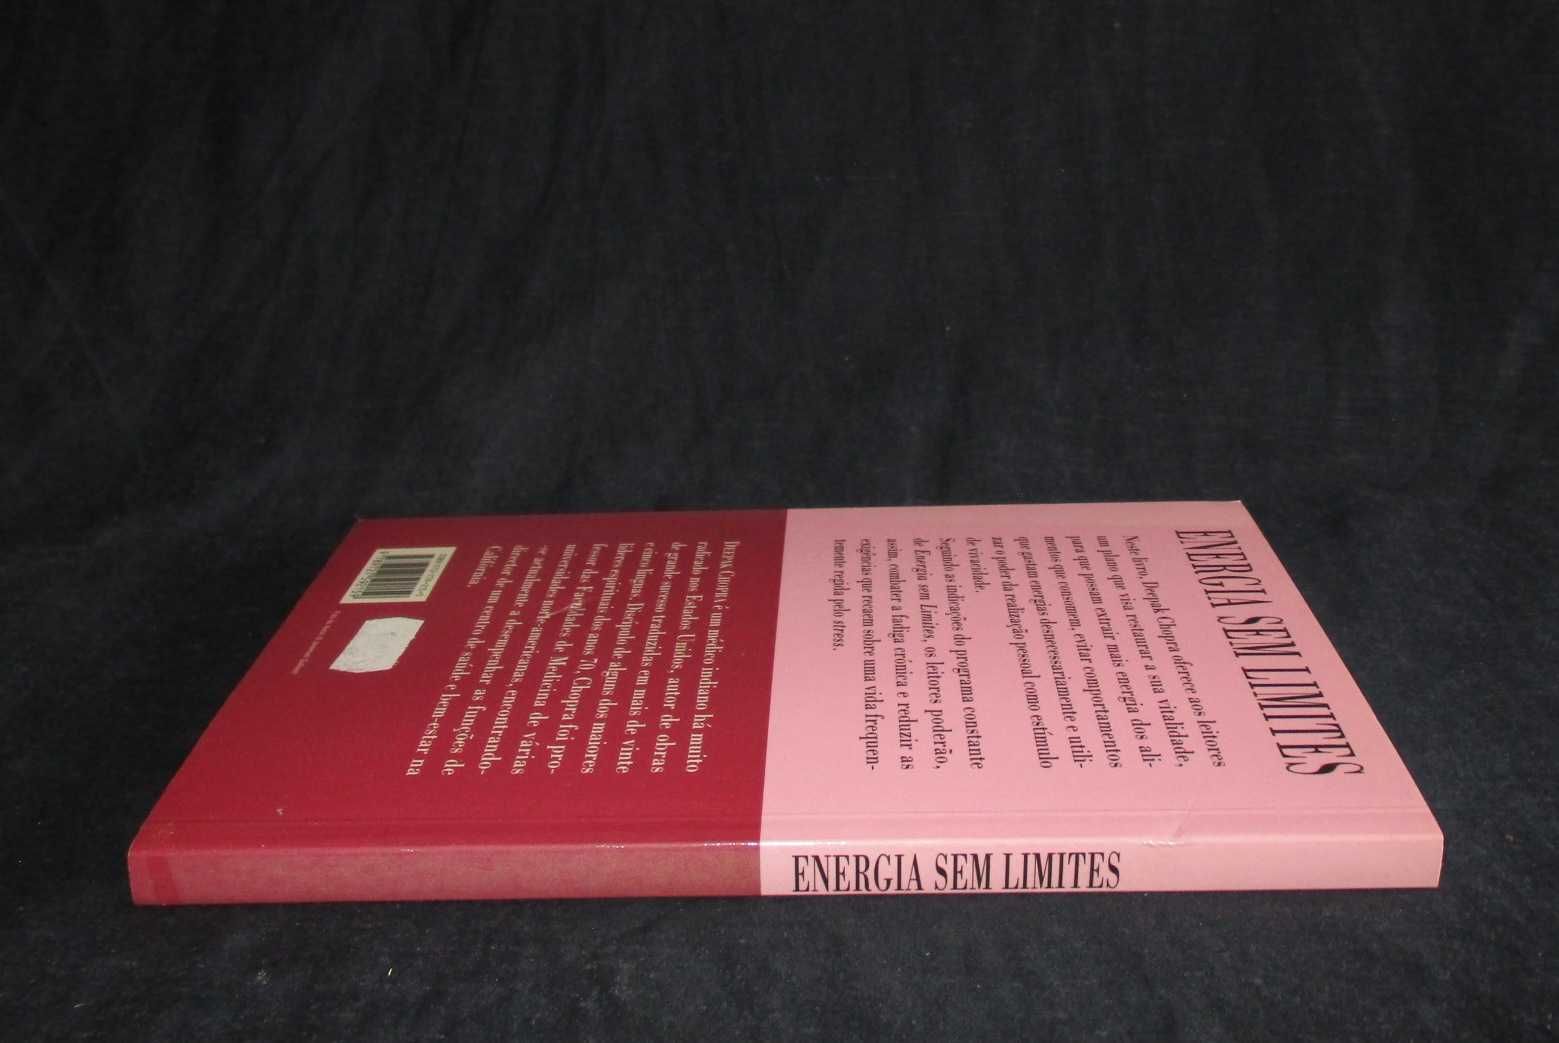 ENERGIA SEM LIMITES
Neste livro, Deepak Chopra oferece aos leitores
um plano que visa restaurar a sua vitalidade,
para que possam extrair mais energia dos ali-
mentos que consomem, evitar comportamentos
que gastam energias desnecessariamente e utili-
zar o poder da realização pessoal como estímulo
de vivacidade.
Seguindo as indicações do programa constante
de Energia sem Limites, os leitores poderão,
assim, combater a fadiga crónica e reduzir as
exigências que recaem sobre uma vida frequen-
temente regida pelo stress.
DEEPAK CHOPRA é um médico indiano há muito
radicado nos Estados Unidos, autor de obras
de grande sucesso traduzidas em mais de vinte
e cinco línguas. Discípulo de alguns dos maiores
líderes espirituais dos anos 70, Chopra foi pro-
fessor das Faculdades de Medicina de várias
universidades norte-americanas, encontrando-
-se actualmente a desempenhar as funções de
director de um centro de saúde e bem-estar na
Califórnia.
ENERGIA SEM LIMITES